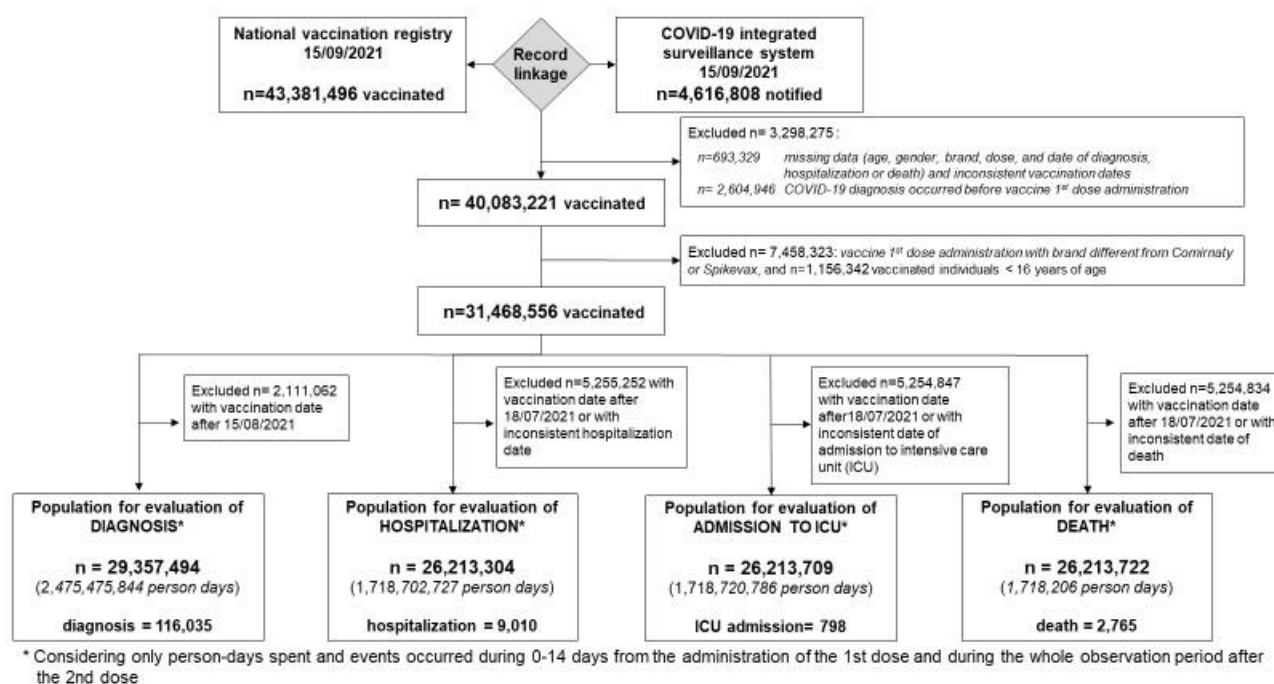 National vaccination registry
15/09/2021
n=43,381,496 vaccinated
Record
linkage
COVID-19 integrated
surveillance system
15/09/2021
n=4,616,808 notified
Excluded n= 3,298,275 :
n=693,329 missing data (age, gender, brand, dose, and date of diagnosis,
hospitalization or death) and inconsistent vaccination dates
n= 2,604,946 COVID-19 diagnosis occurred before vaccine 1st dose administration
n= 40,083,221 vaccinated
Excluded n= 7,458,323: vaccine 1st dose administration with brand different from Comirnaty
or Spikevax, and n=1,156,342 vaccinated individuals < 16 years of age
n=31,468,556 vaccinated
Excluded n= 2,111,062
with vaccination date
after 15/08/2021
Excluded n=5,255,252 with
vaccination date after
18/07/2021 or with
inconsistent hospitalization
date
Excluded n=5,254,847
with vaccination date
after18/07/2021 or with
inconsistent date of
admission to intensive care
unit (ICU)
Excluded n=5,254,834
with vaccination date
after 18/07/2021 or with
inconsistent date of
death
Population for evaluation of
DIAGNOSIS*
n = 29,357,494
(2,475,475,844 person days)
diagnosis = 116,035
Population for evaluation of
HOSPITALIZATION*
n = 26,213,304
(1,718,702,727 person days)
hospitalization = 9,010
Population for evaluation of
ADMISSION TO ICU*
n = 26,213,709
(1,718,720,786 person days)
ICU admission= 798
Population for evaluation of
DEATH*
n = 26,213,722
(1,718,206 person days)
death = 2,765
* Considering only person-days spent and events occurred during 0-14 days from the administration of the 1st dose and during the whole observation period after
the 2nd dose